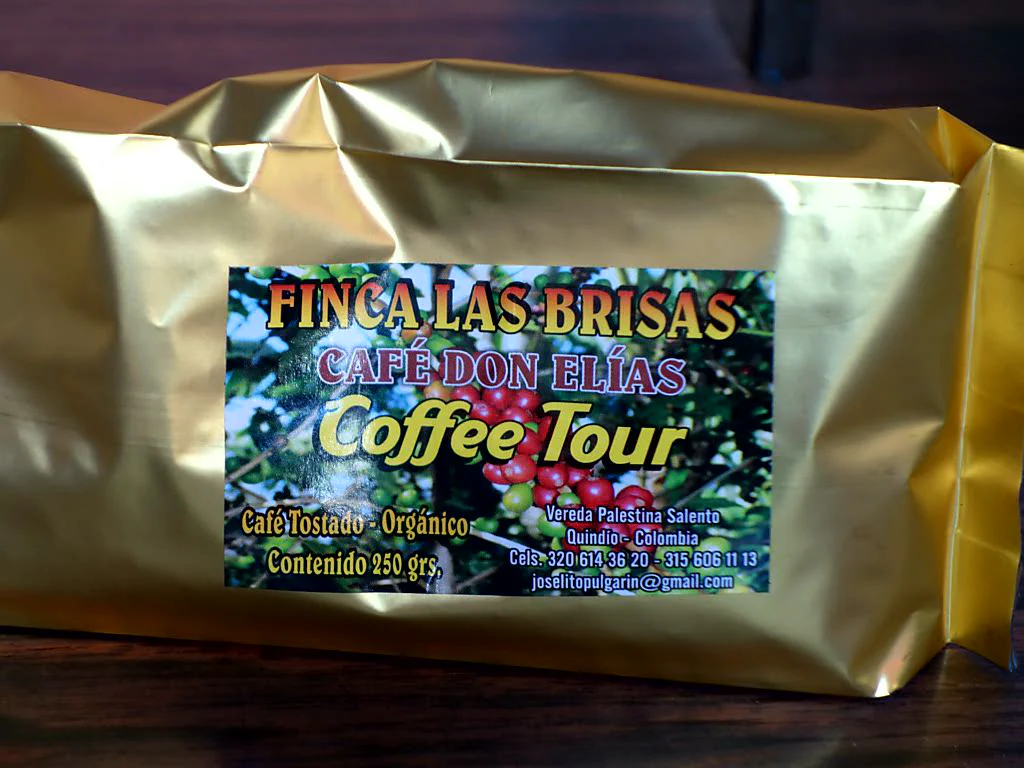 FINCA LAS BRISAS
CAFÉ DON ELÍAS
Coffee Tour
Café Tostado - Orgánico
Contenido 250 grs,
Vereda Palestina Salento
Quindio - Colombia
Cels. 320 614 36 20 - 315 606 11 13
joselitopulgarin@gmail.com